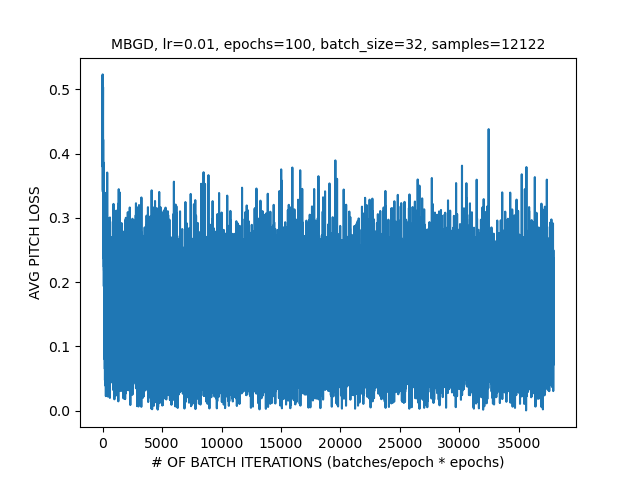 MBGD, lr=0.01, epochs=100, batch_size=32, samples=12122
AVG PITCH LOSS
0.5
0.4
0.3
0.2
0.1
0.0
0 5000 10000 15000 20000 25000 30000 35000
# OF BATCH ITERATIONS (batches/epoch * epochs)